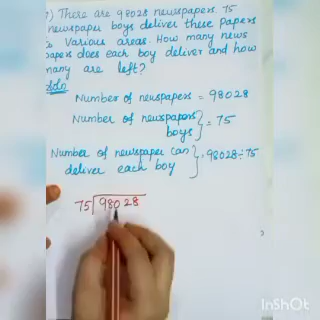 7) There are 98028 newspapers. 75
newspaper boys deliver these papers
to various areas. How many news
papers does each boy deliver and how
many are left?
Soln:
Number of newspapers = 98028
Number of newspapers boys } = 75
Number of newspaper can deliver each boy } = 98028 ÷ 75
75) 98028
InShOt